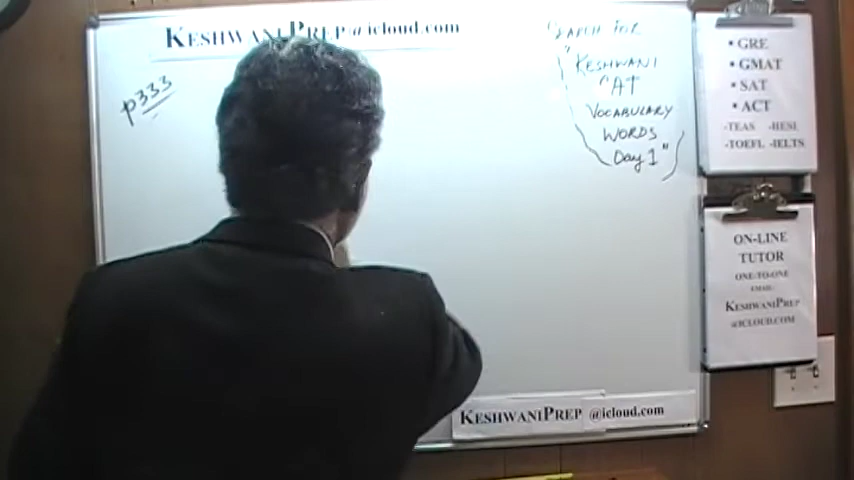 KESHWANIPREP@icloud.com
p333
SEARCH FOR
"KESHWANI
CAT
VOCABULARY
WORDS
Day 1"
• GRE
• GMAT
• SAT
• ACT
-TEAS -HESI
-TOEFL -IELTS
ON-LINE
TUTOR
ONE-TO-ONE
EMAIL
KESHWANIPREP
@ICLOUD.COM
KESHWANIPREP @icloud.com